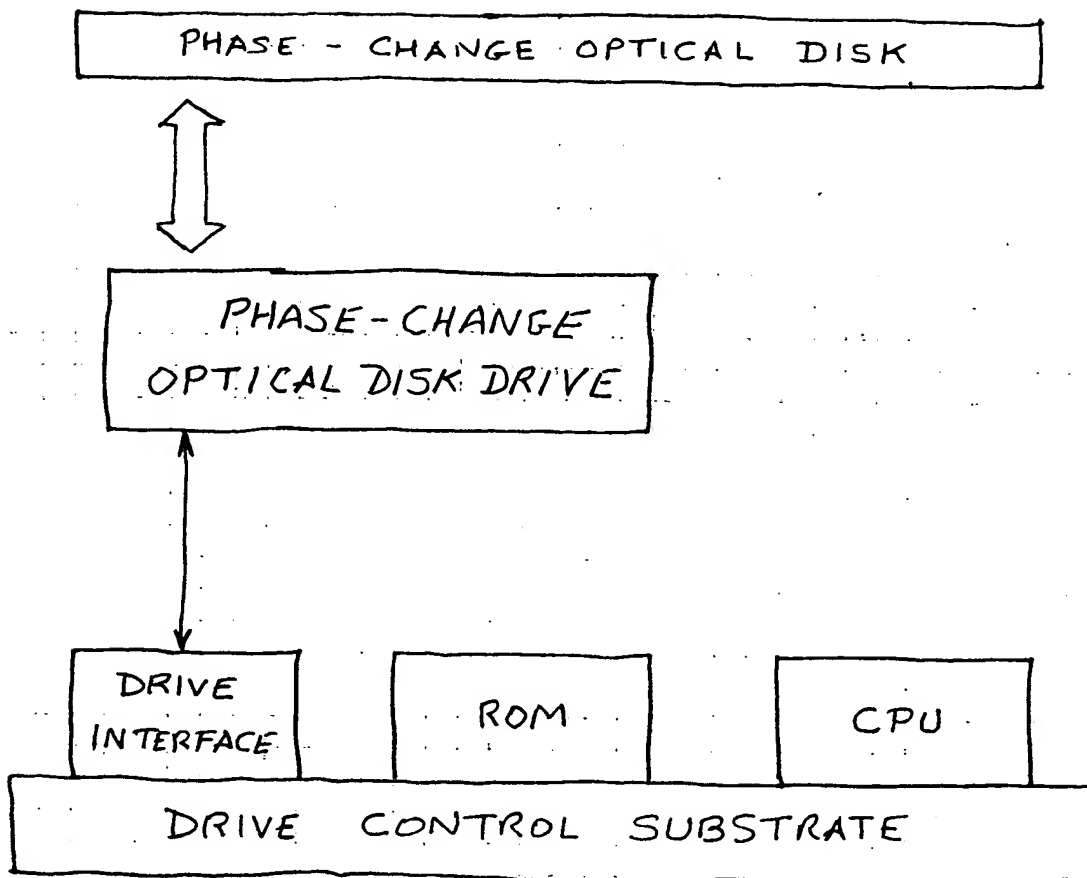 PHASE - CHANGE OPTICAL DISK
PHASE-CHANGE
OPTICAL DISK DRIVE
DRIVE
INTERFACE
ROM
CPU
DRIVE CONTROL SUBSTRATE